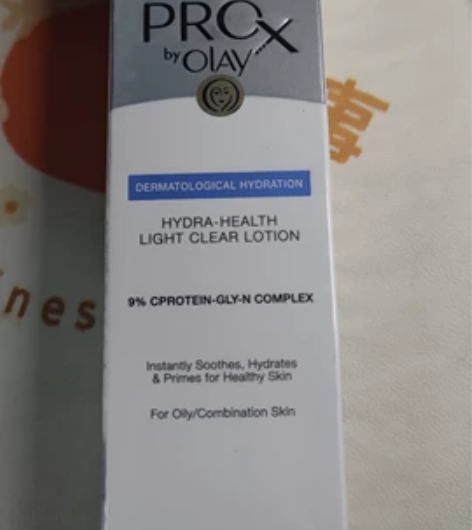 PROX
by OLAY
DERMATOLOGICAL HYDRATION
HYDRA-HEALTH
LIGHT CLEAR LOTION
9% CPROTEIN-GLY-N COMPLEX
Instantly Soothes, Hydrates
& Primes for Healthy Skin
For Oily/Combination Skin
nes